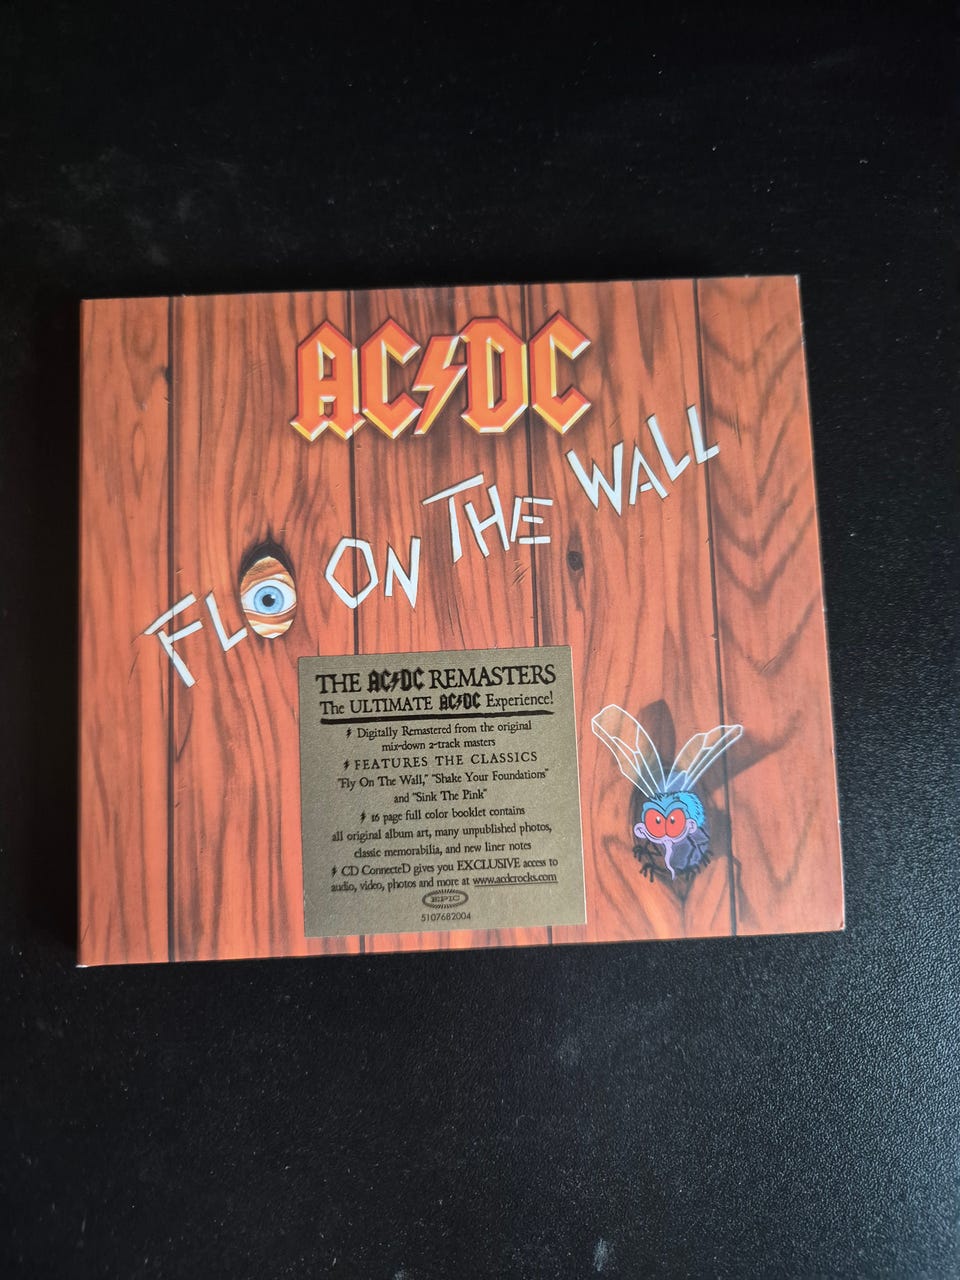 AC⚡DC
FLY ON THE WALL
THE AC⚡DC REMASTERS
The ULTIMATE AC⚡DC Experience!
Digitally Remastered from the original
mix-down 2-track masters
FEATURES THE CLASSICS
"Fly On The Wall," "Shake Your Foundations"
and "Sink The Pink"
16 page full color booklet contains
all original album art, many unpublished photos,
classic memorabilia, and new liner notes
CD ConnecteD gives you EXCLUSIVE access to
audio, video, photos and more at www.acdcrocks.com
EPIC
5107682004